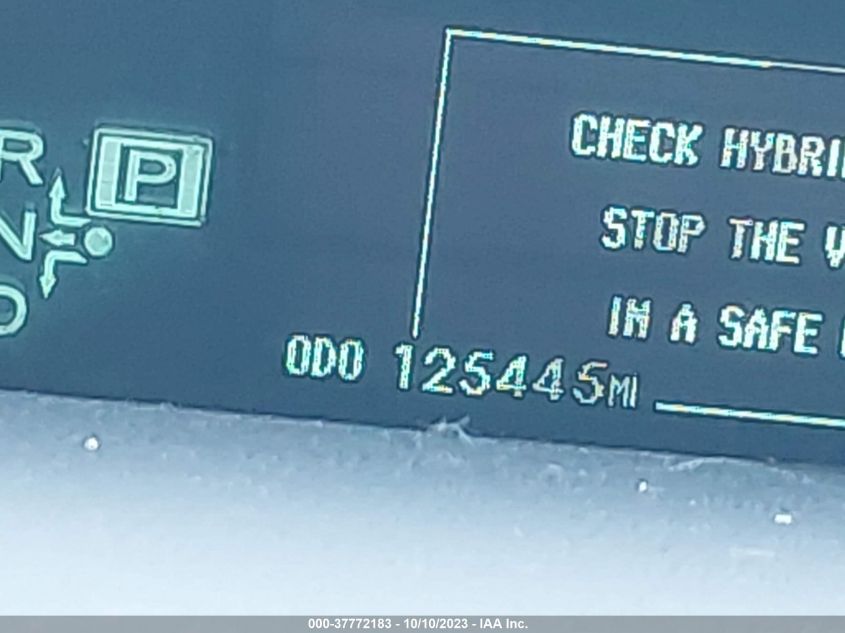 R
P
N
D
CHECK HYBRI
STOP THE V
IN A SAFE
ODO 125445MI
000-37772183 - 10/10/2023 - IAA Inc.